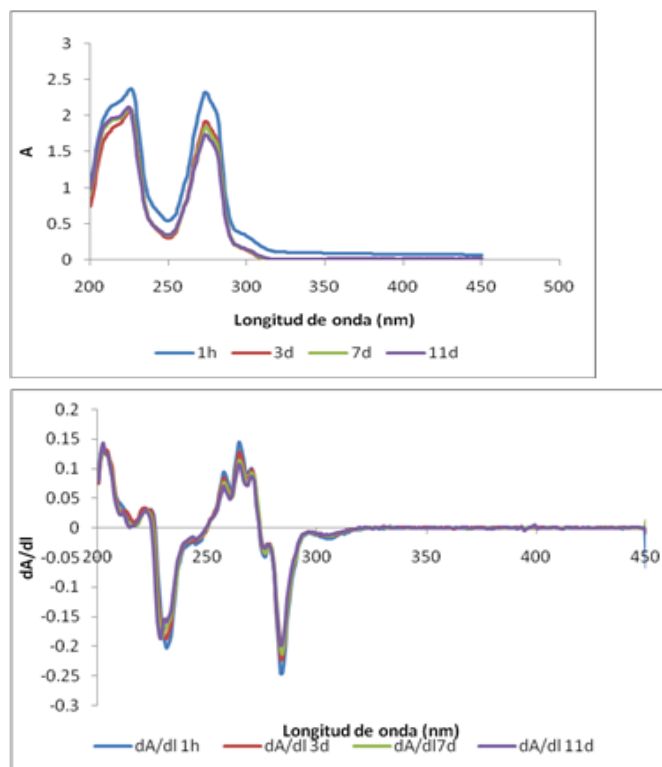 3
2.5
2
1.5
1
0.5
0
A
200 250 300 350 400 450 500
Longitud de onda (nm)
1h 3d 7d 11d
0.2
0.15
0.1
0.05
0
-0.05
-0.1
-0.15
-0.2
-0.25
-0.3
dA/dl
200 250 300 350 400 450
Longitud de onda (nm)
dA/dl 1h dA/dl 3d dA/dl7d dA/dl 11d